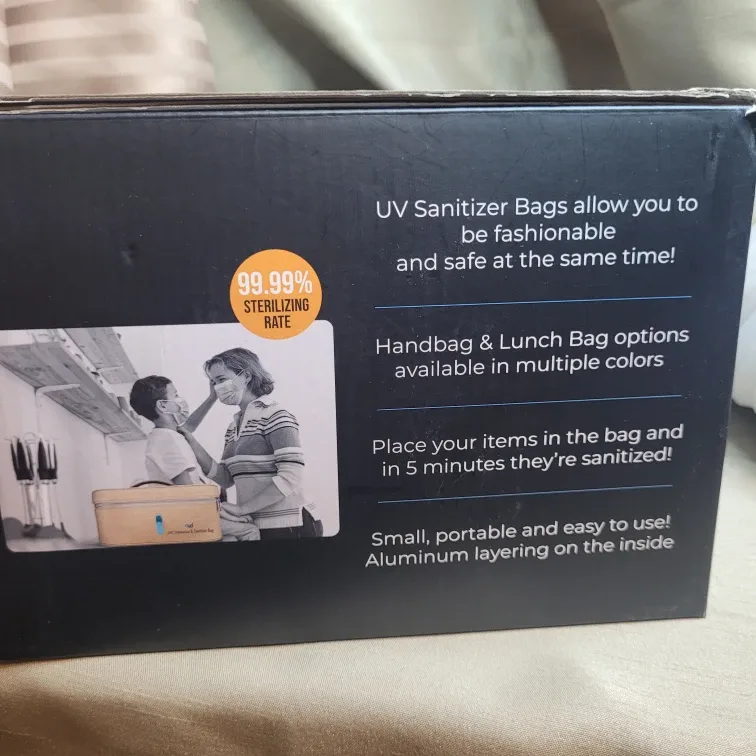 UV Sanitizer Bags allow you to
be fashionable
and safe at the same time!
99.99%
STERILIZING
RATE
Handbag & Lunch Bag options
available in multiple colors
Place your items in the bag and
in 5 minutes they're sanitized!
Small, portable and easy to use!
Aluminum layering on the inside